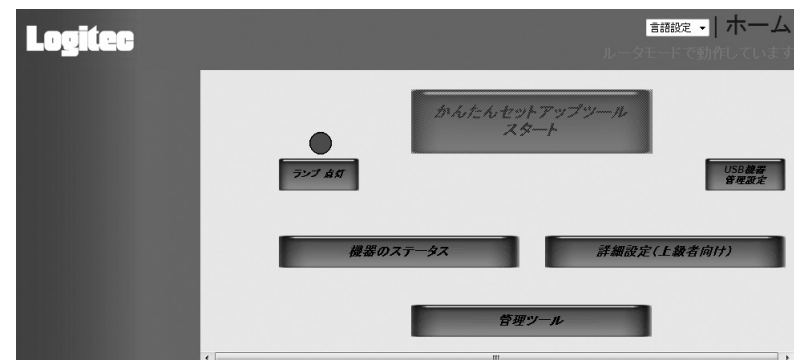 Logitec
言語設定
ホーム
ルータモードで動作しています
かんたんセットアップツール
スタート
ランプ 点灯
USB機器
管理設定
機器のステータス
詳細設定(上級者向け)
管理ツール